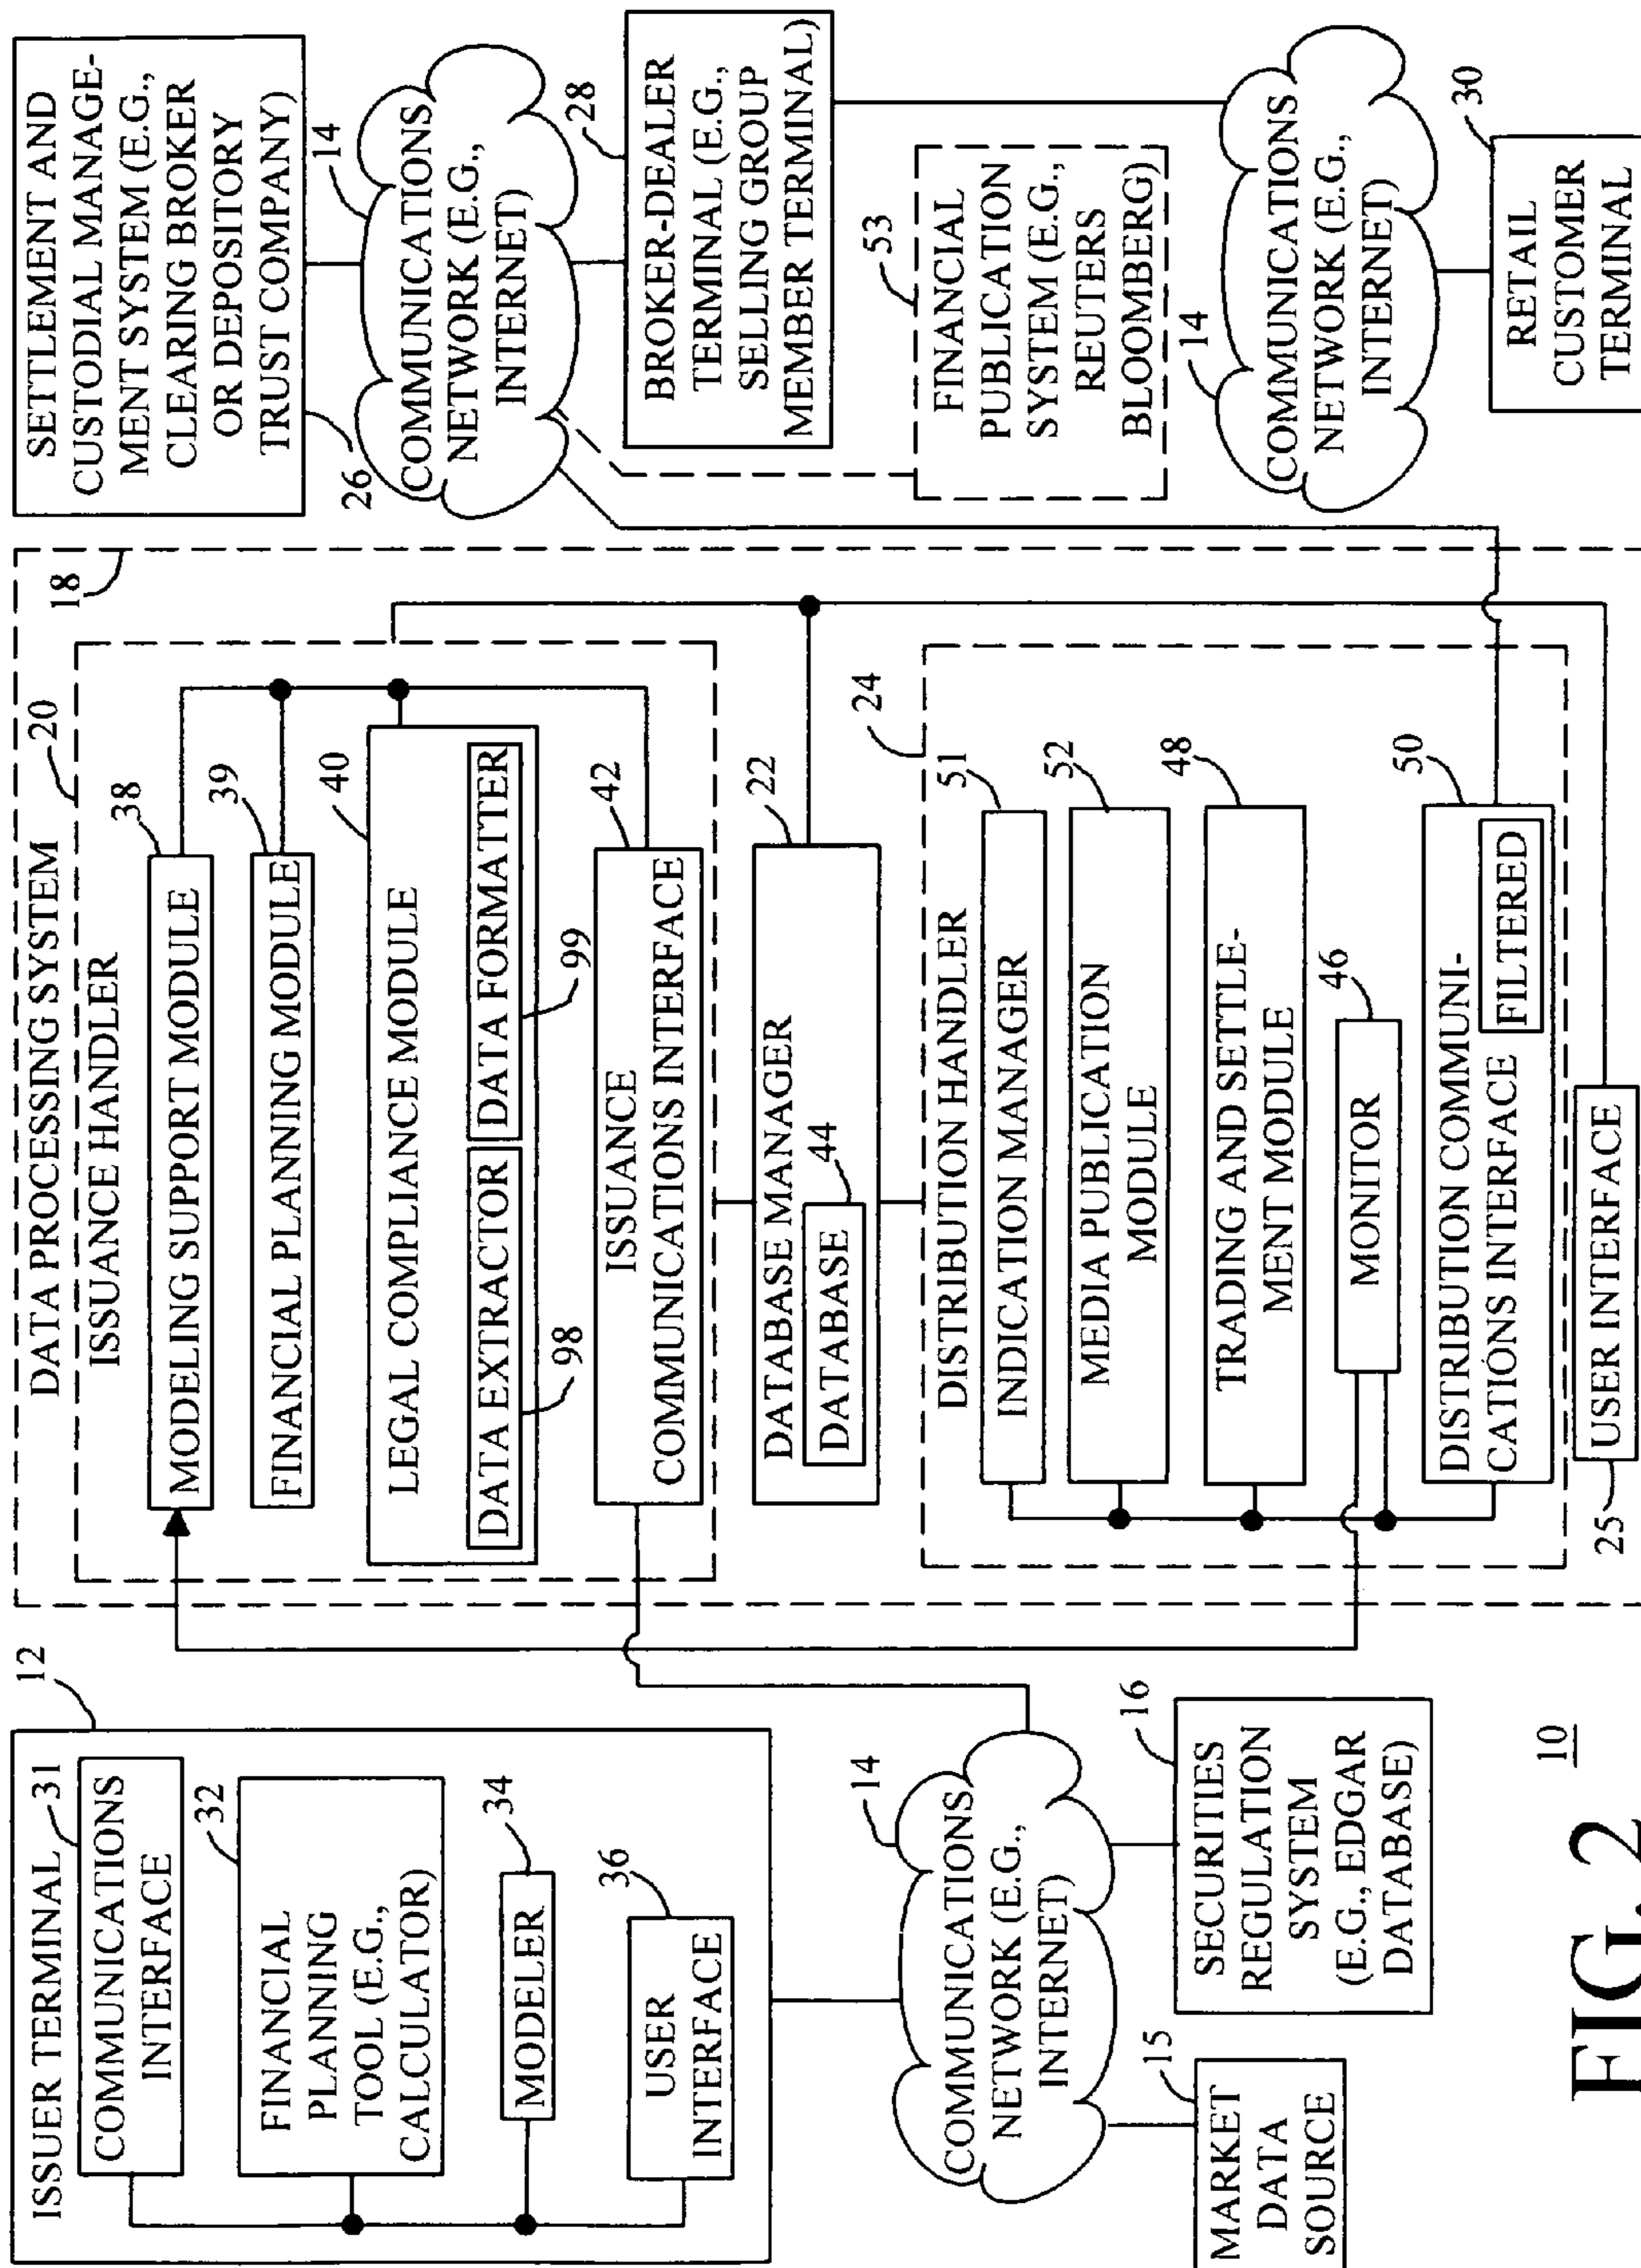 ISSUER TERMINAL
12
COMMUNICATIONS
INTERFACE
31
FINANCIAL
PLANNING
TOOL (E.G.,
CALCULATOR)
32
MODELER
34
USER
INTERFACE
36
COMMUNICATIONS
NETWORK (E.G.,
INTERNET)
14
MARKET
DATA
SOURCE
15
SECURITIES
REGULATION
SYSTEM
(E.G., EDGAR
DATABASE)
16
DATA PROCESSING SYSTEM
18
ISSUANCE HANDLER
20
MODELING SUPPORT MODULE
38
FINANCIAL PLANNING MODULE
39
LEGAL COMPLIANCE MODULE
40
DATA EXTRACTOR
98
DATA FORMATTER
99
ISSUANCE
COMMUNICATIONS INTERFACE
42
DATABASE MANAGER
22
DATABASE
44
DISTRIBUTION HANDLER
24
INDICATION MANAGER
51
MEDIA PUBLICATION
MODULE
52
TRADING AND SETTLE-
MENT MODULE
48
MONITOR
46
DISTRIBUTION COMMUNI-
CATIONS INTERFACE
FILTERED
50
USER INTERFACE
25
SETTLEMENT AND
CUSTODIAL MANAGE-
MENT SYSTEM (E.G.,
CLEARING BROKER
OR DEPOSITORY
TRUST COMPANY)
26
COMMUNICATIONS
NETWORK (E.G.,
INTERNET)
14
BROKER-DEALER
TERMINAL (E.G.,
SELLING GROUP
MEMBER TERMINAL)
28
FINANCIAL
PUBLICATION
SYSTEM (E.G.,
REUTERS
BLOOMBERG)
53
COMMUNICATIONS
NETWORK (E.G.,
INTERNET)
14
RETAIL
CUSTOMER
TERMINAL
30
10
FIG. 2